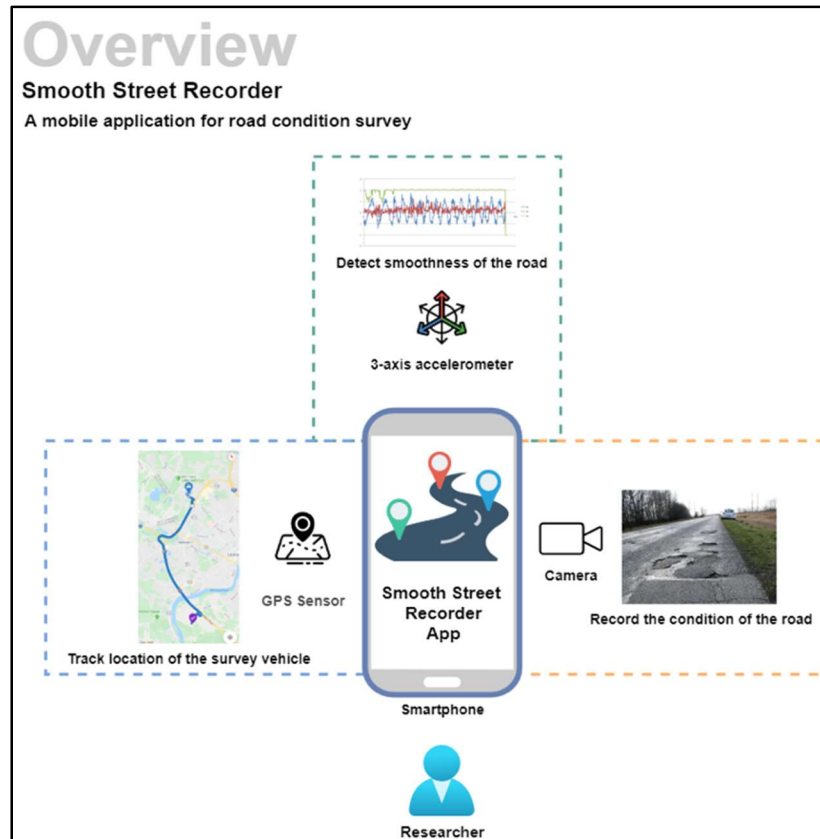 Overview
Smooth Street Recorder
A mobile application for road condition survey
Detect smoothness of the road
3-axis accelerometer
GPS Sensor
Track location of the survey vehicle
Smooth Street
Recorder
App
Camera
Record the condition of the road
Smartphone
Researcher